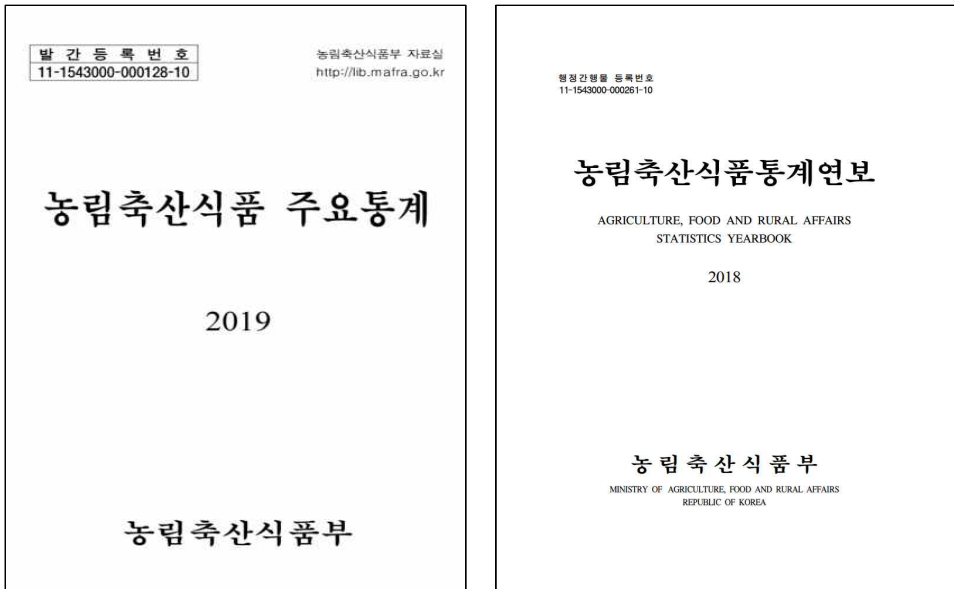 발 간 등 록 번 호
11-1543000-000128-10
농림축산식품부 자료실
http://lib.mafra.go.kr
농림축산식품 주요통계
2019
농림축산식품부
행정간행물 등록번호
11-1543000-000261-10
농림축산식품통계연보
AGRICULTURE, FOOD AND RURAL AFFAIRS
STATISTICS YEARBOOK
2018
농 림 축 산 식 품 부
MINISTRY OF AGRICULTURE, FOOD AND RURAL AFFAIRS
REPUBLIC OF KOREA